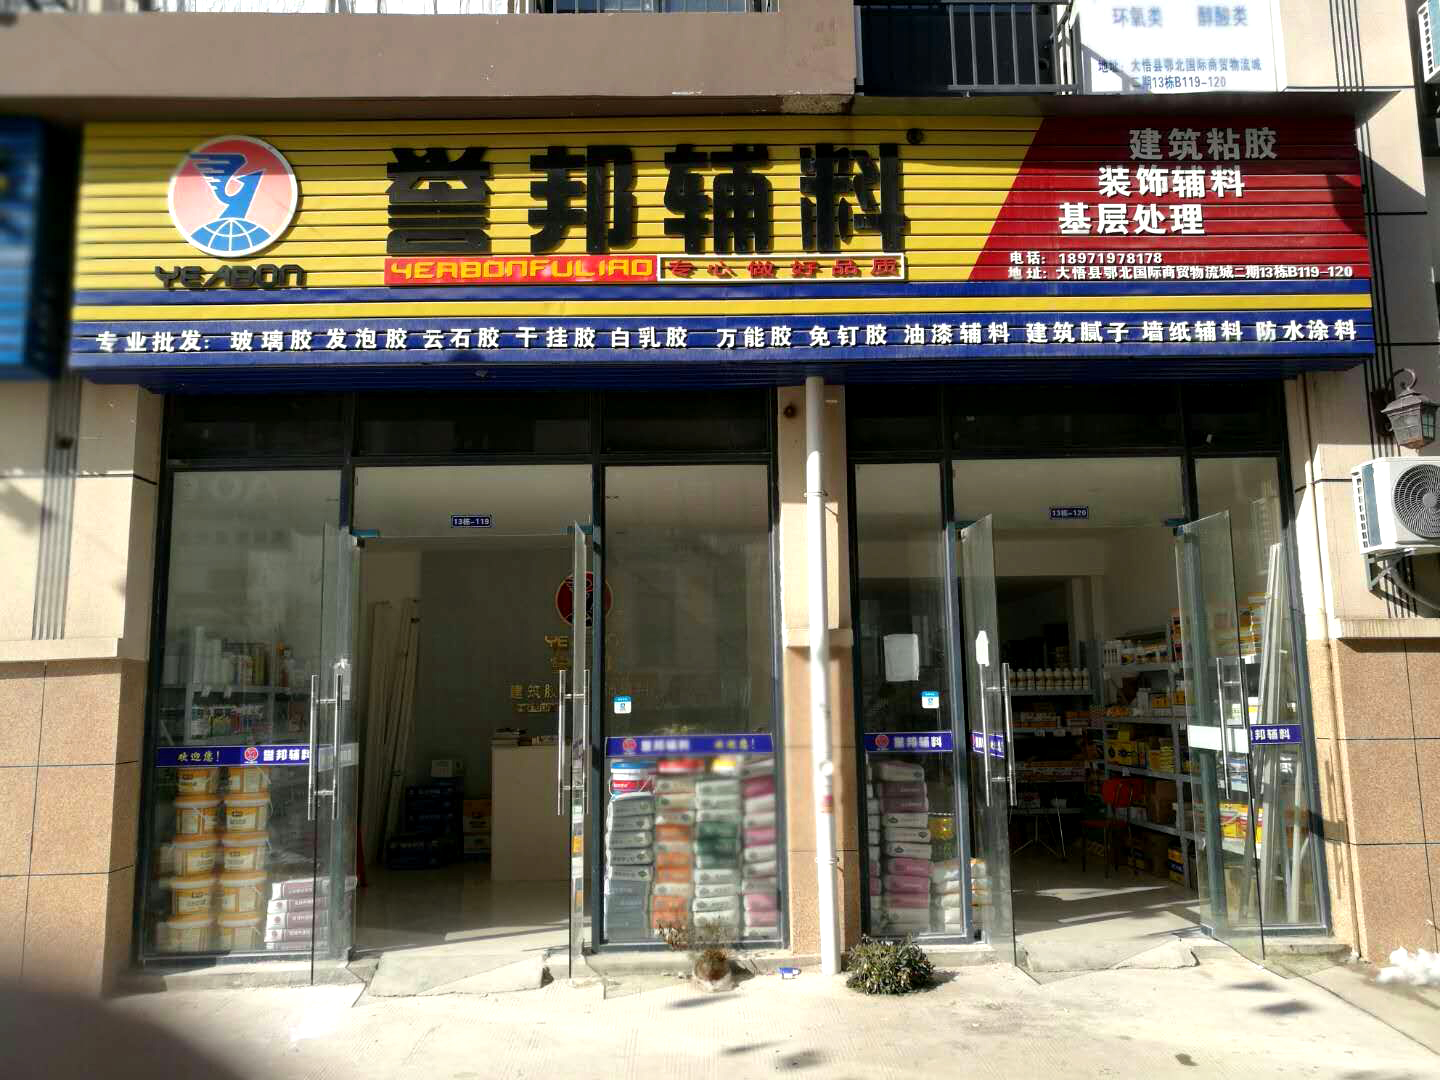 环氧类 醇酸类
地址：大悟县鄂北国际商贸物流城
二期13栋B119-120
YEABON
誉邦辅料
YEABONFULIAO 专心做好品质
建筑粘胶
装饰辅料
基层处理
电话：18971978178
地址：大悟县鄂北国际商贸物流城二期13栋B119-120
专业批发：玻璃胶 发泡胶 云石胶 干挂胶 白乳胶 万能胶 免钉胶 油漆辅料 建筑腻子 墙纸辅料 防水涂料
13栋-119
13栋-120
欢迎您！ 誉邦辅料
誉邦辅料 欢迎您！
誉邦辅料
邦辅料